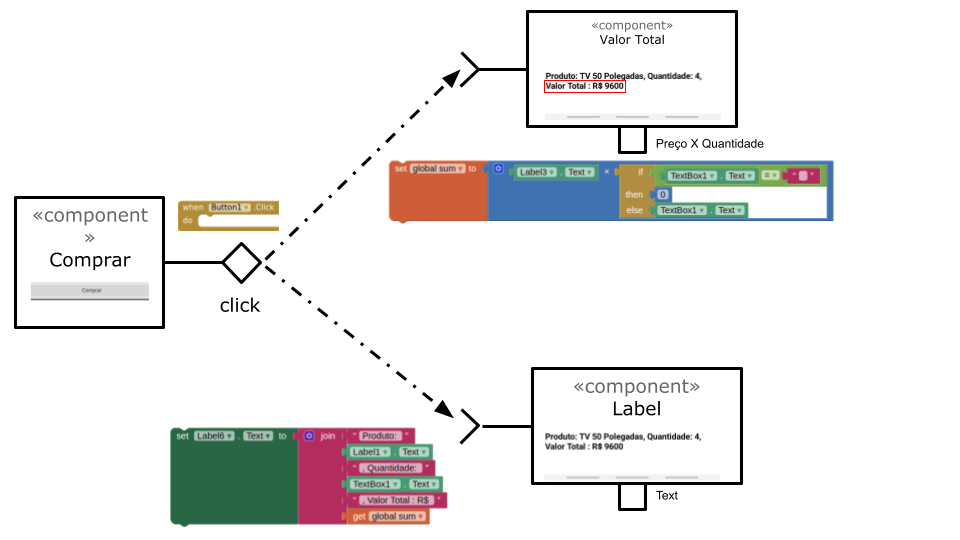 «component»
Valor Total
Produto: TV 50 Polegadas, Quantidade: 4,
Valor Total : R$ 9600
Preço X Quantidade
set global sum to Label3 . Text × if TextBox1 . Text = " "
then 0
else TextBox1 . Text
«component
»
Comprar
Comprar
when Button1 .Click
do
click
«component»
Label
Produto: TV 50 Polegadas, Quantidade: 4,
Valor Total : R$ 9600
Text
set Label6 . Text to join " Produto: "
Label1 . Text
" , Quantidade: "
TextBox1 . Text
" , Valor Total : R$ "
get global sum